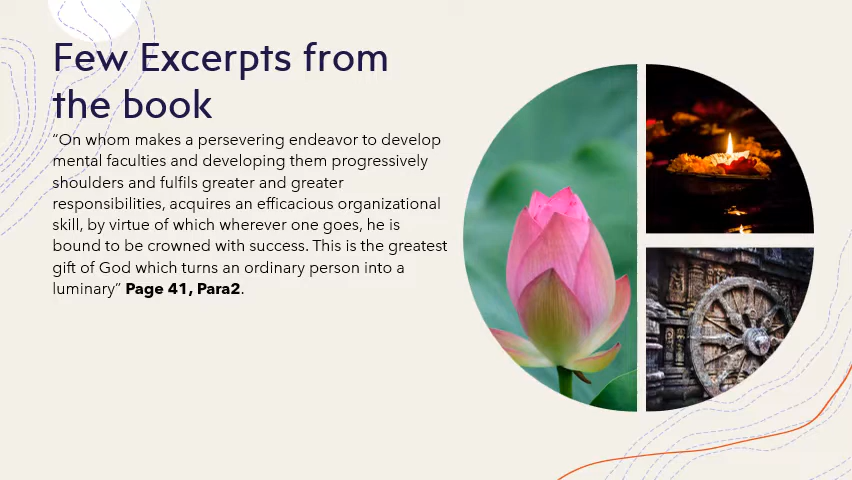 Few Excerpts from
the book
“On whom makes a persevering endeavor to develop
mental faculties and developing them progressively
shoulders and fulfils greater and greater
responsibilities, acquires an efficacious organizational
skill, by virtue of which wherever one goes, he is
bound to be crowned with success. This is the greatest
gift of God which turns an ordinary person into a
luminary” Page 41, Para2.